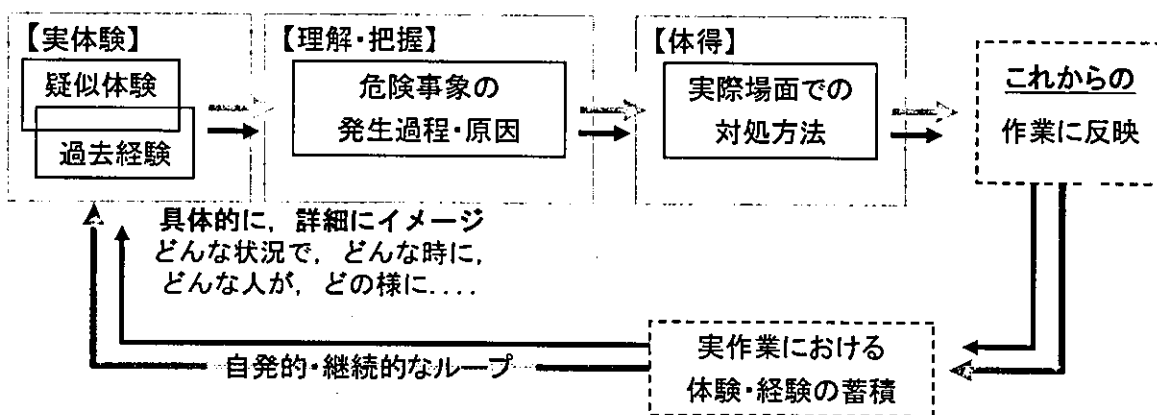 【実体験】
疑似体験
過去経験
【理解・把握】
危険事象の
発生過程・原因
【体得】
実際場面での
対処方法
これからの
作業に反映
具体的に，詳細にイメージ
どんな状況で，どんな時に，
どんな人が，どの様に....
実作業における
体験・経験の蓄積
自発的・継続的なループ